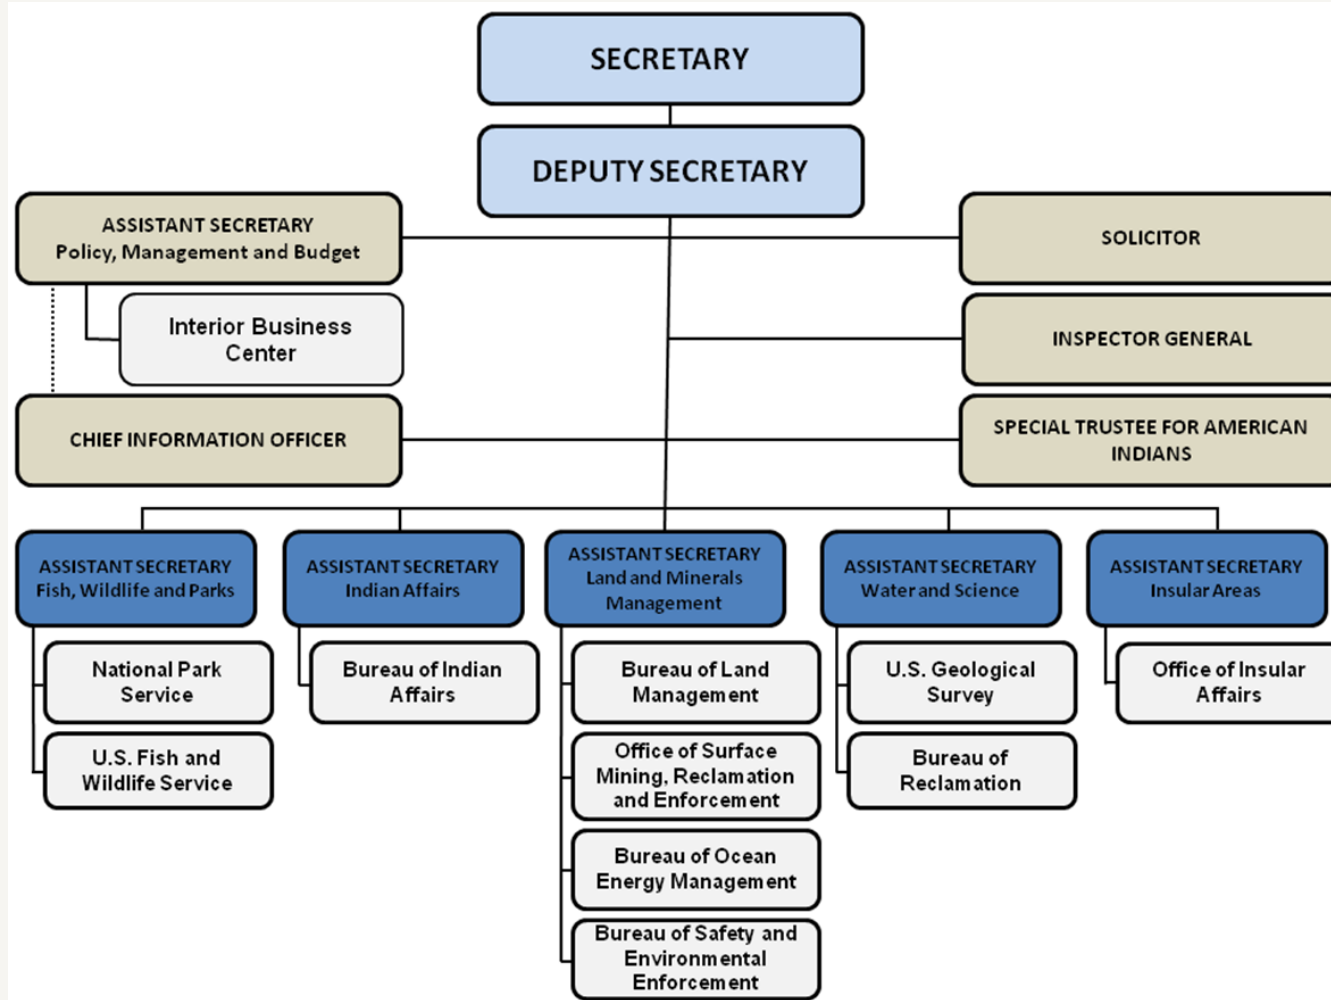 SECRETARY
DEPUTY SECRETARY
ASSISTANT SECRETARY
Policy, Management and Budget
SOLICITOR
Interior Business
Center
INSPECTOR GENERAL
CHIEF INFORMATION OFFICER
SPECIAL TRUSTEE FOR AMERICAN
INDIANS
ASSISTANT SECRETARY
Fish, Wildlife and Parks
National Park
Service
U.S. Fish and
Wildlife Service
ASSISTANT SECRETARY
Indian Affairs
Bureau of Indian
Affairs
ASSISTANT SECRETARY
Land and Minerals
Management
Bureau of Land
Management
Office of Surface
Mining, Reclamation
and Enforcement
Bureau of Ocean
Energy Management
Bureau of Safety and
Environmental
Enforcement
ASSISTANT SECRETARY
Water and Science
U.S. Geological
Survey
Bureau of
Reclamation
ASSISTANT SECRETARY
Insular Areas
Office of Insular
Affairs